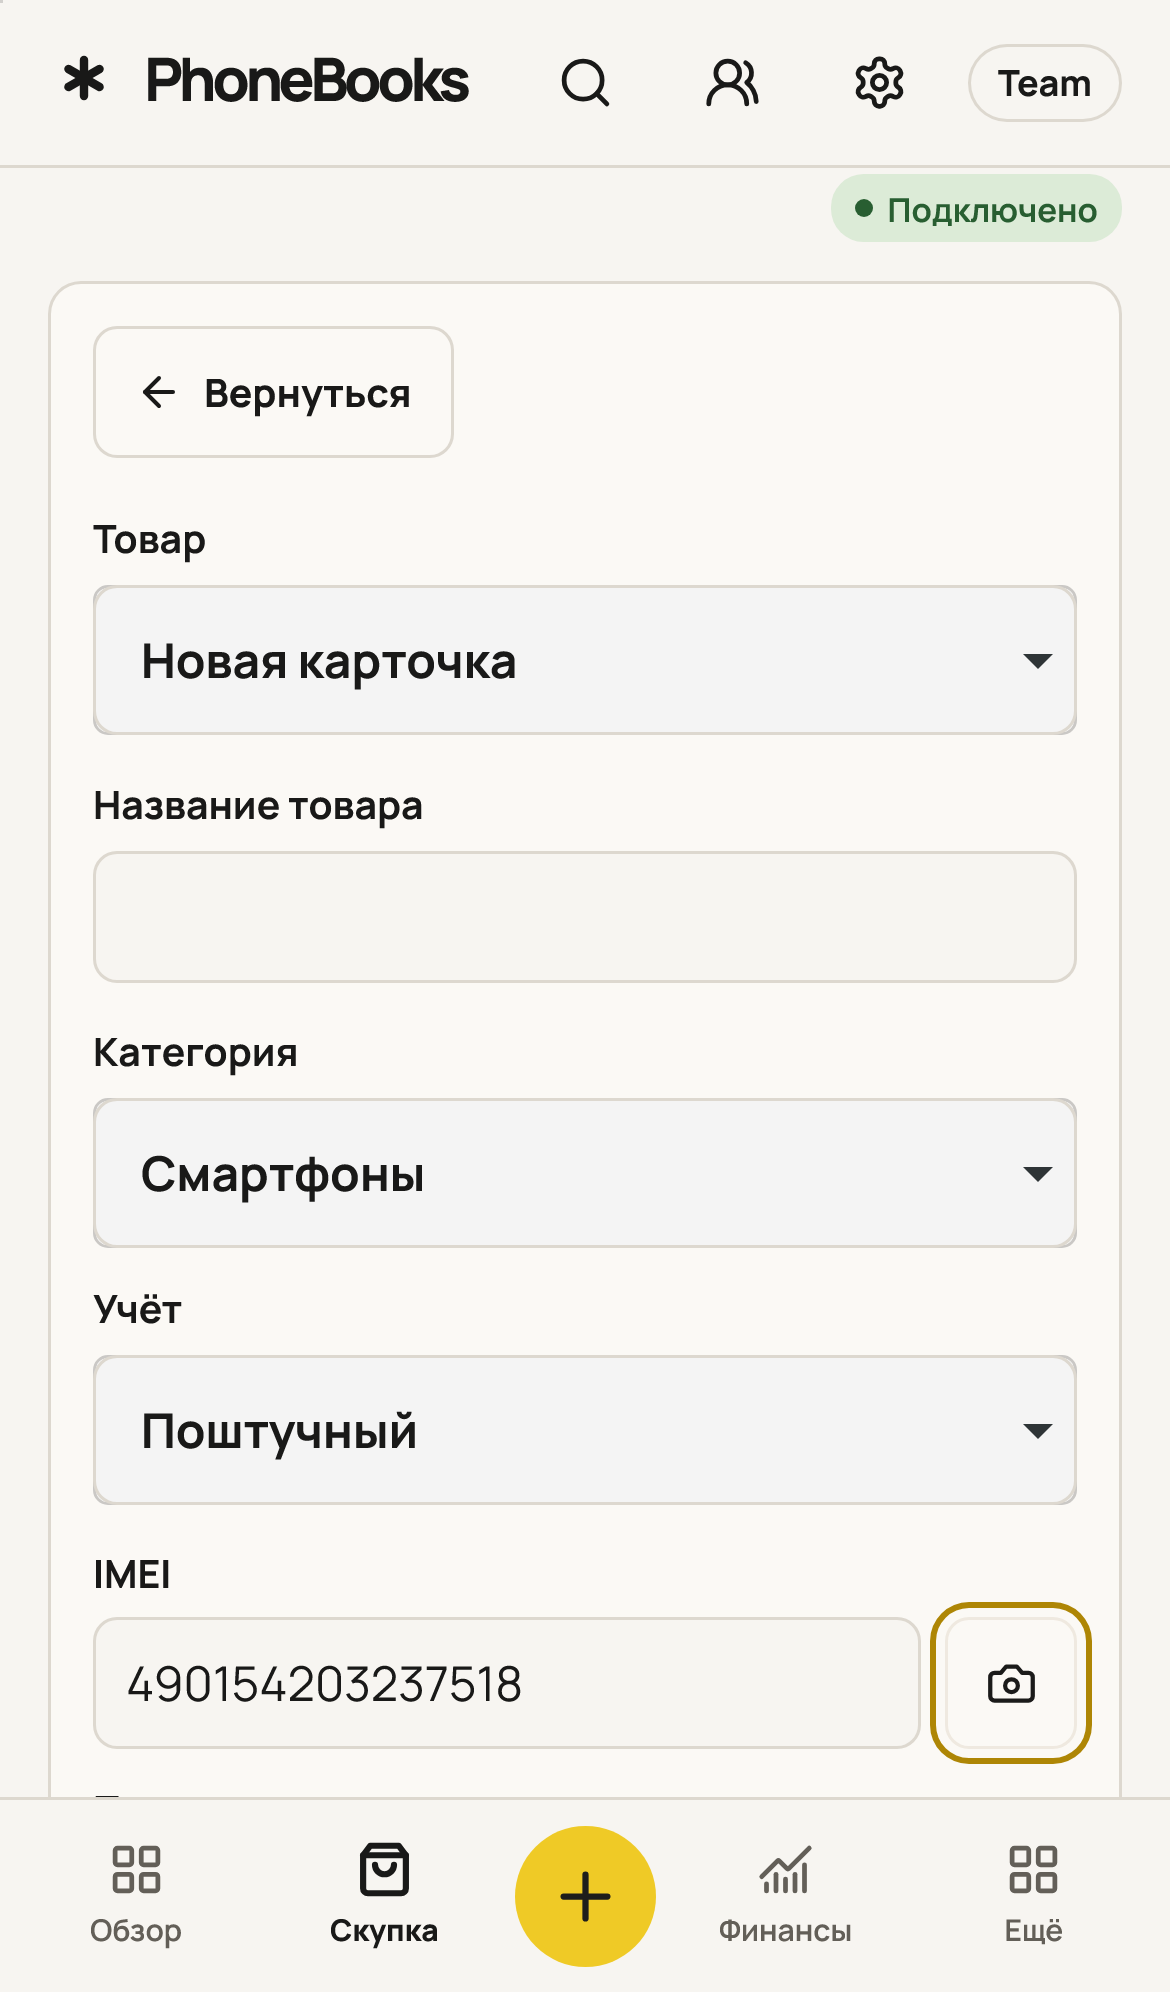 PhoneBooks
Team
Подключено
Вернуться
Товар
Новая карточка
Название товара
Категория
Смартфоны
Учёт
Поштучный
IMEI
490154203237518
Обзор
Скупка
Финансы
Ещё